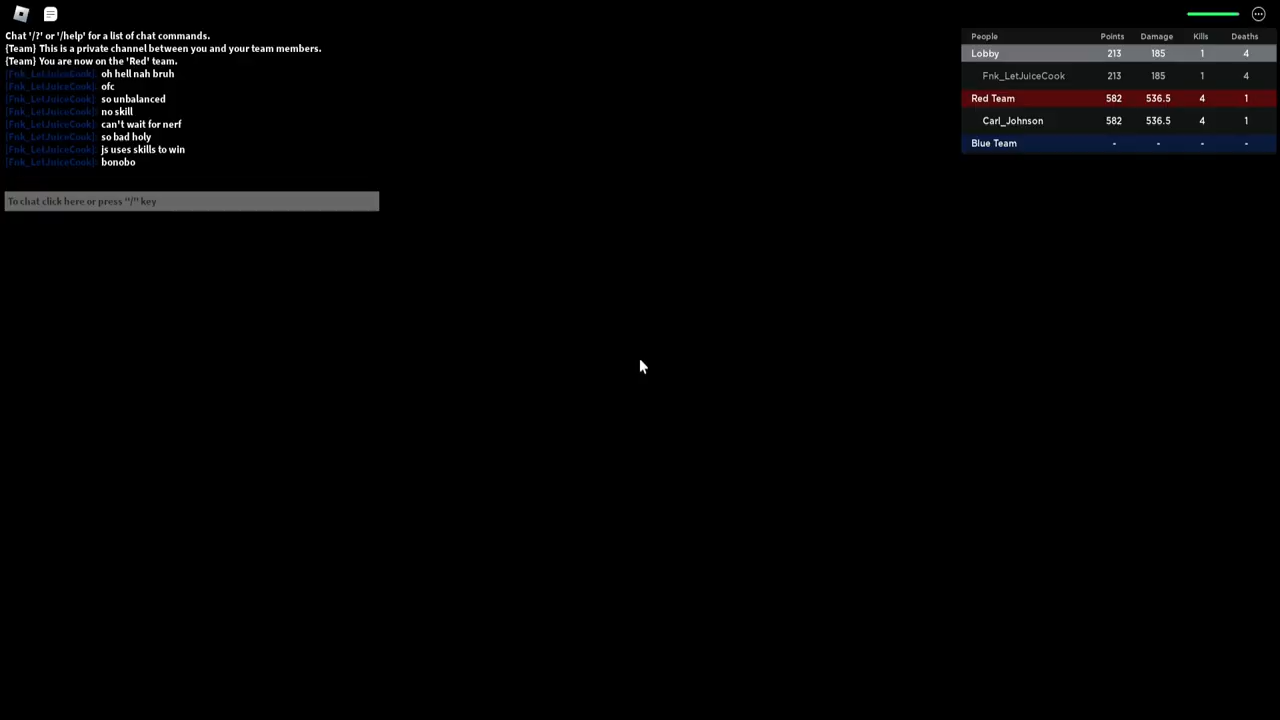 Chat '/?' or '/help' for a list of chat commands.
{Team} This is a private channel between you and your team members.
{Team} You are now on the 'Red' team.
[Fnk_LetJuiceCook]: oh hell nah bruh
[Fnk_LetJuiceCook]: ofc
[Fnk_LetJuiceCook]: so unbalanced
[Fnk_LetJuiceCook]: no skill
[Fnk_LetJuiceCook]: can't wait for nerf
[Fnk_LetJuiceCook]: so bad holy
[Fnk_LetJuiceCook]: js uses skills to win
[Fnk_LetJuiceCook]: bonobo
To chat click here or press "/" key
People Points Damage Kills Deaths
Lobby 213 185 1 4
Fnk_LetJuiceCook 213 185 1 4
Red Team 582 536.5 4 1
Carl_Johnson 582 536.5 4 1
Blue Team - - - -